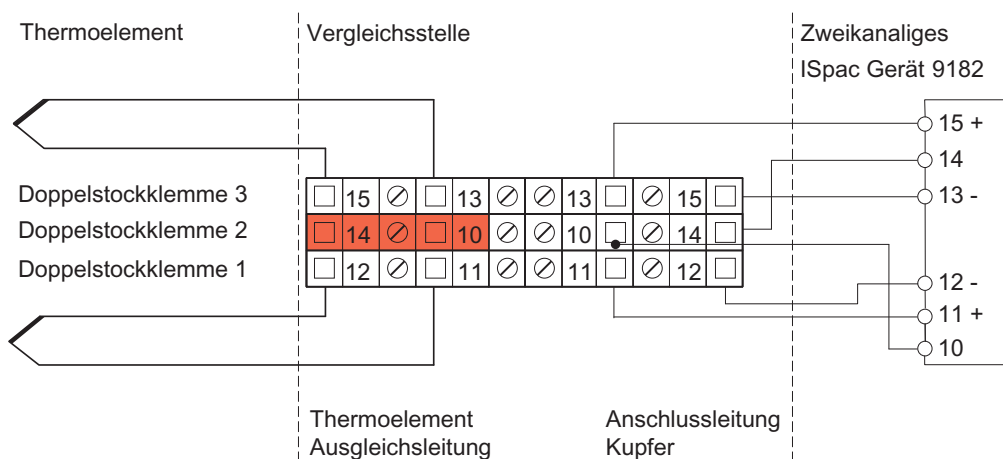 Thermoelement
Vergleichsstelle
Zweikanaliges
ISpac Gerät 9182
15 +
14
13 -
12 -
11 +
10
Doppelstockklemme 3
15 13 13 15
Doppelstockklemme 2
14 10 10 14
Doppelstockklemme 1
12 11 11 12
Thermoelement
Ausgleichsleitung
Anschlussleitung
Kupfer